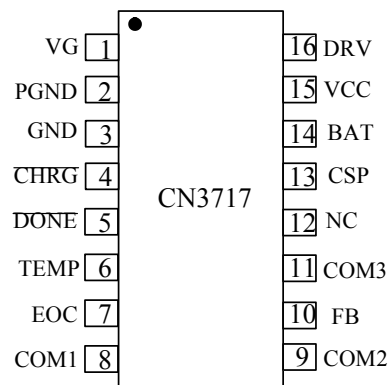 VG 1 16 DRV
PGND 2 15 VCC
GND 3 14 BAT
CHRG 4 13 CSP
CN3717
DONE 5 12 NC
TEMP 6 11 COM3
EOC 7 10 FB
COM1 8 9 COM2